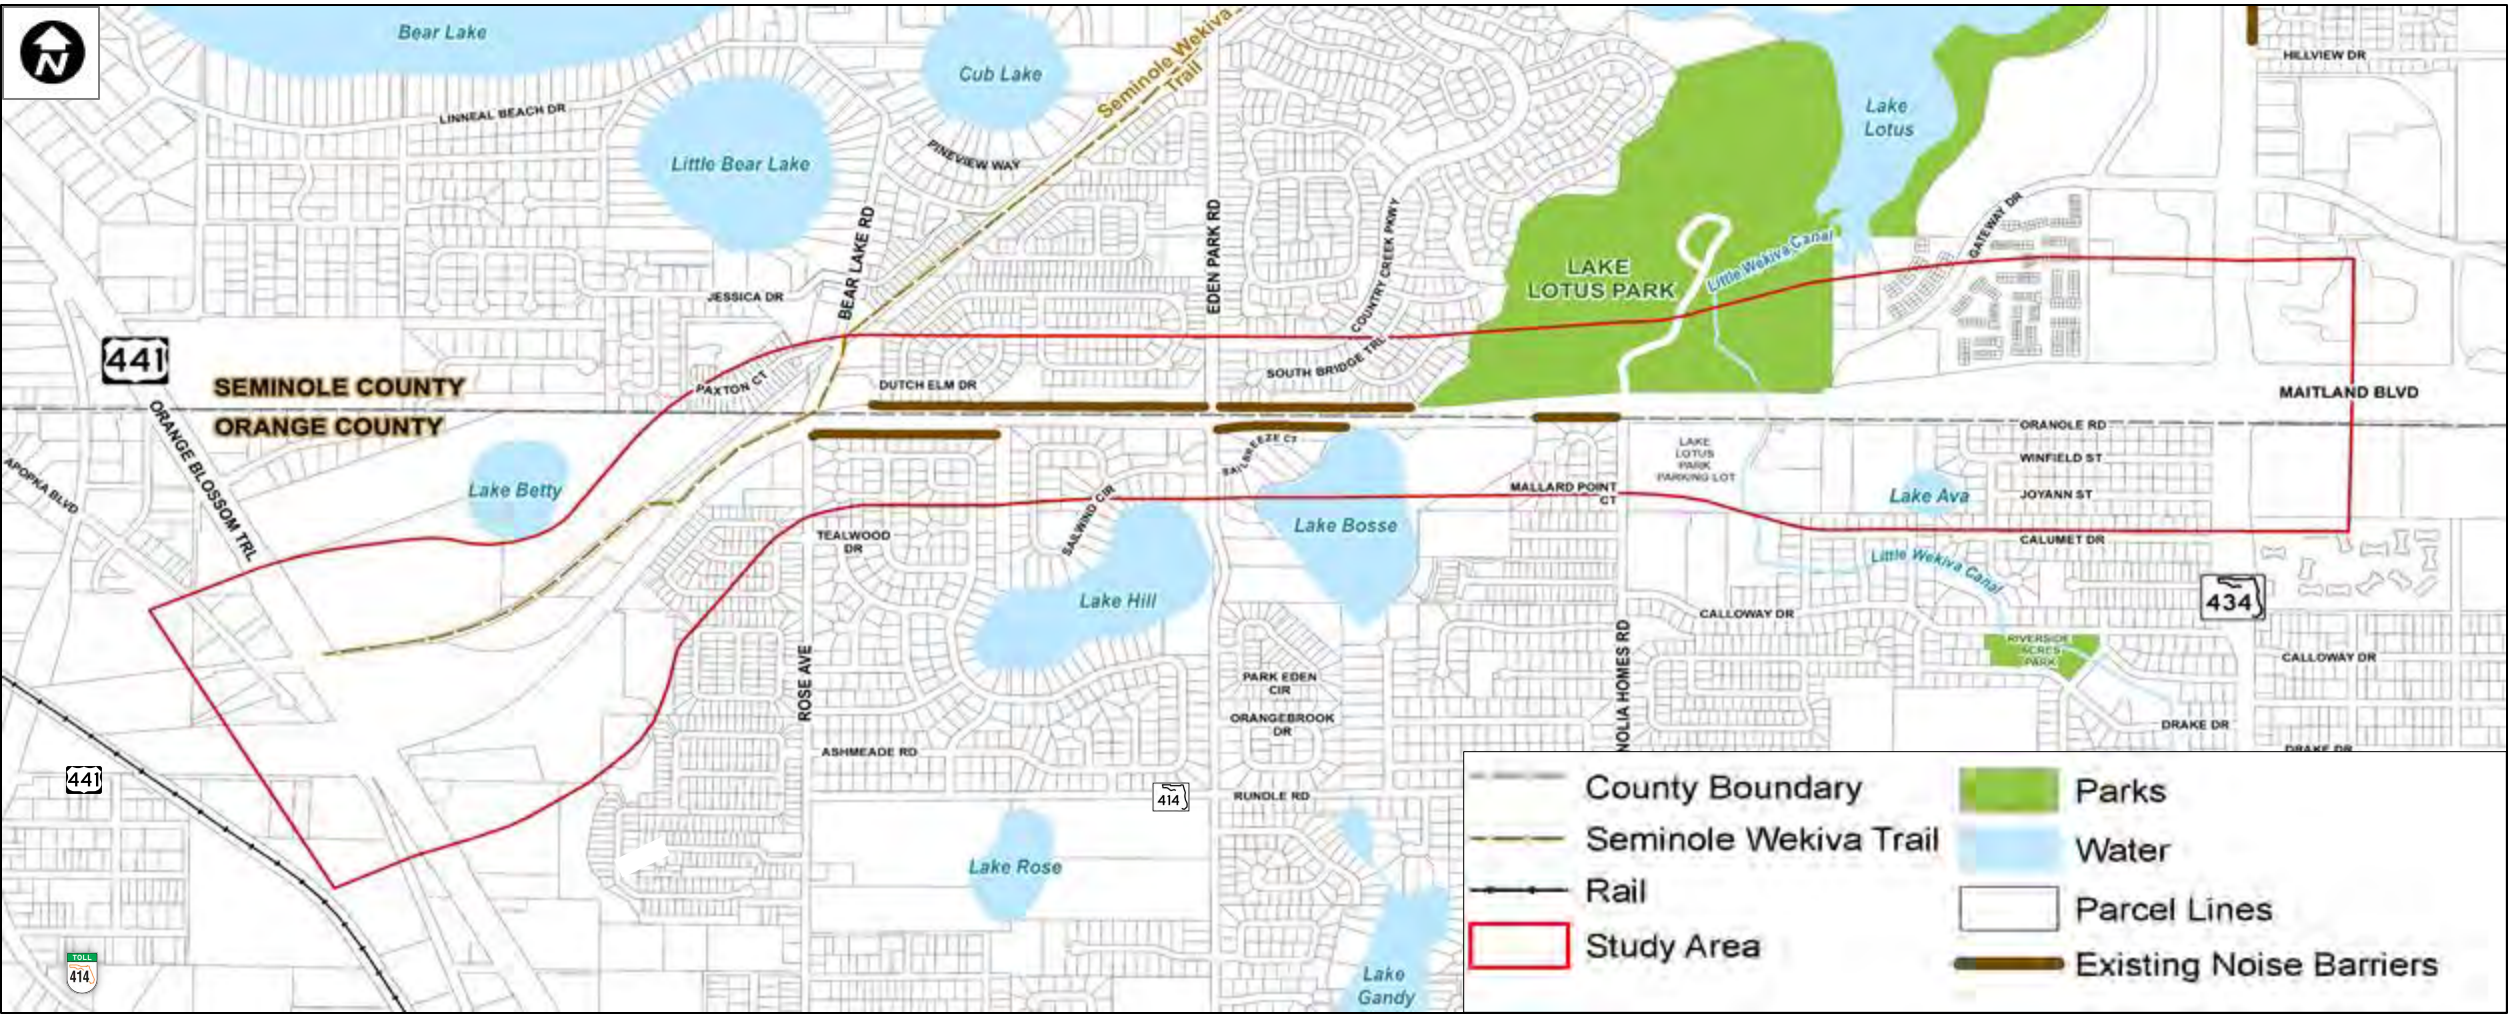 N
Bear Lake
Cub Lake
Seminole Wekiva
Trail
HILLVIEW DR
LINNEAL BEACH DR
Lake
Lotus
Little Bear Lake
PINEVIEW WAY
BEAR LAKE RD
EDEN PARK RD
COUNTRY CREEK PKWY
GATEWAY DR
Little Wekiva Canal
LAKE
LOTUS PARK
JESSICA DR
441
SOUTH BRIDGE TRL
PAXTON CT
DUTCH ELM DR
SEMINOLE COUNTY
ORANGE COUNTY
MAITLAND BLVD
ORANGE BLOSSOM TRL
ORANOLE RD
SAILBREEZE CT
LAKE
LOTUS
PARK
PARKING LOT
WINFIELD ST
APOPKA BLVD
Lake Betty
MALLARD POINT
CT
Lake Ava
JOYANN ST
SAILWIND CIR
Lake Bosse
TEALWOOD
DR
CALUMET DR
Little Wekiva Canal
Lake Hill
434
CALLOWAY DR
RIVERSIDE
ACRES
PARK
CALLOWAY DR
ROSE AVE
PARK EDEN
CIR
NOLIA HOMES RD
ORANGEBROOK
DR
DRAKE DR
DRAKE DR
ASHMEADE RD
441
414
RUNDLE RD
Lake Rose
Lake
Gandy
TOLL
414
County Boundary
Seminole Wekiva Trail
Rail
Study Area
Parks
Water
Parcel Lines
Existing Noise Barriers